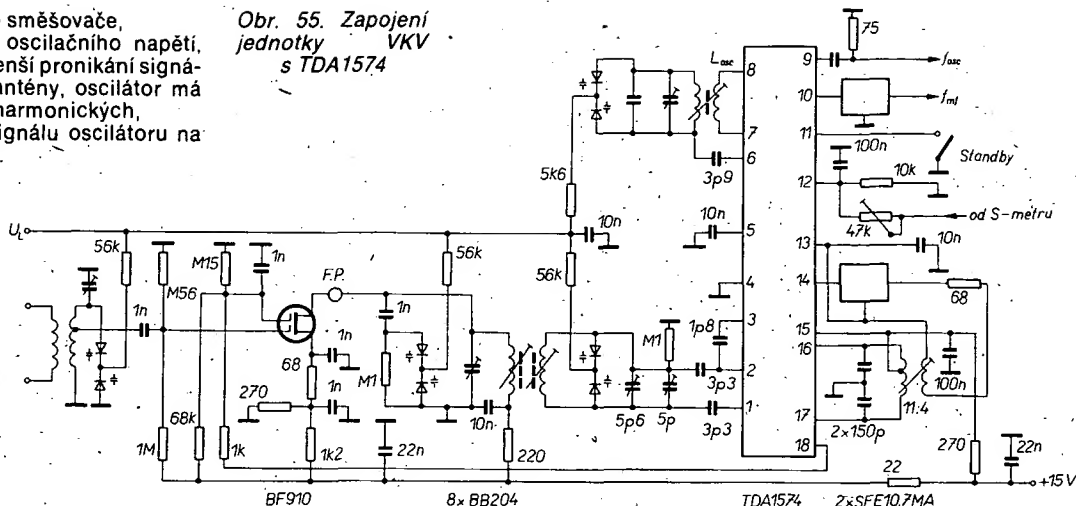 směšovače,
oscilačního napětí,
enší pronikání signá-
ntény, oscilátor má
harmonických,
ignálu oscilátoru na
Obr. 55. Zapojení
jednotky VKV
s TDA1574
75
9
fosc
10
fmf
11
Standby
100n
12
10k
47k
od S-metru
13
10n
14
68
15
16
100n
11:4
17
2×150p
270
22n
18
22
+15V
Losc
8
7
6
3p9
5k6
10n
10n
5
4
3
1p8
2
3p3
1
3p3
UL
56k
M56
M15
1n
1n
F.P.
56k
56k
1n
1n
68
M1
M1
270
1n
10n
5p6
5p
68k
1M
1k
1k2
22n
220
BF910
8×BB204
TDA1574
2×SFE10.7MA